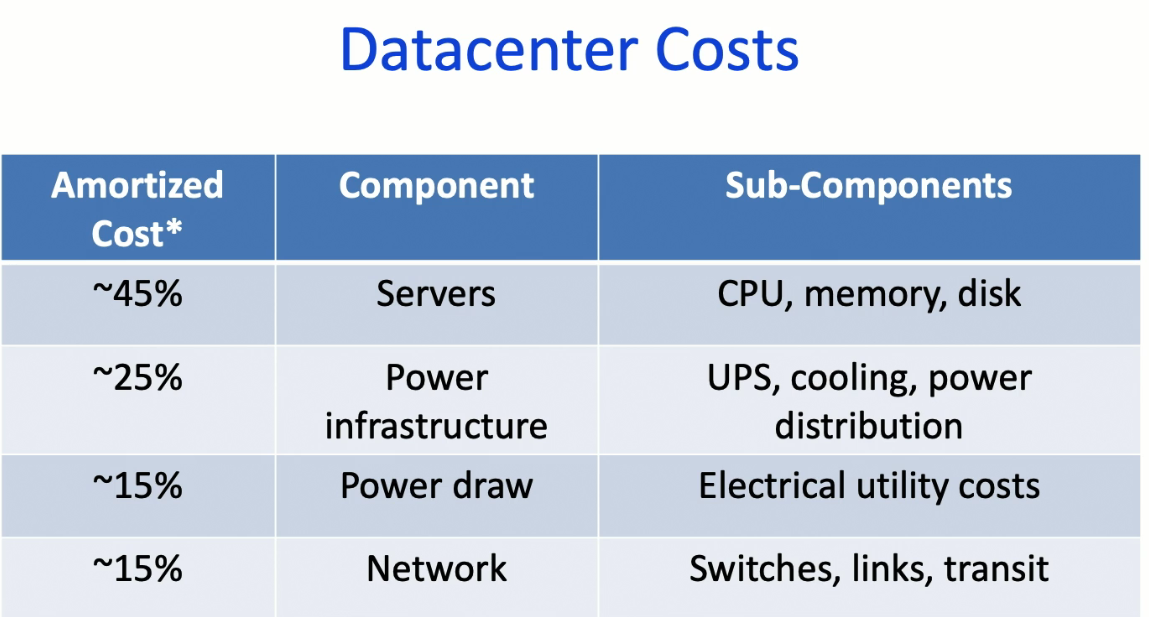 Datacenter Costs
Amortized
Cost*
Component
Sub-Components
~45%
Servers
CPU, memory, disk
~25%
Power
infrastructure
UPS, cooling, power
distribution
~15%
Power draw
Electrical utility costs
~15%
Network
Switches, links, transit